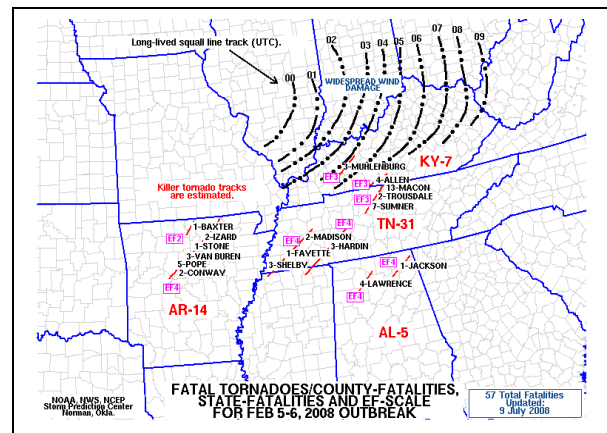 Long-lived squall line track (UTC).
00
01
02
03
04
05
06
07
08
09
WIDESPREAD WIND
DAMAGE
EF3
3-MUHLENBURG
KY-7
EF3
4-ALLEN
13-MACON
EF3
2-TROUSDALE
7-SUMNER
TN-31
Killer tornado tracks
are estimated.
EF2
1-BAXTER
2-IZARD
1-STONE
3-VAN BUREN
5-POPE
2-CONWAY
EF4
AR-14
EF4
EF4
2-MADISON
3-HARDIN
1-FAYETTE
3-SHELBY
EF4
1-JACKSON
4-LAWRENCE
EF4
AL-5
FATAL TORNADOES/COUNTY-FATALITIES,
STATE-FATALITIES AND EF-SCALE
FOR FEB 5-6, 2008 OUTBREAK
NOAA, NWS, NCEP
Storm Prediction Center
Norman, Okla.
57 Total Fatalities
Updated:
9 July 2008